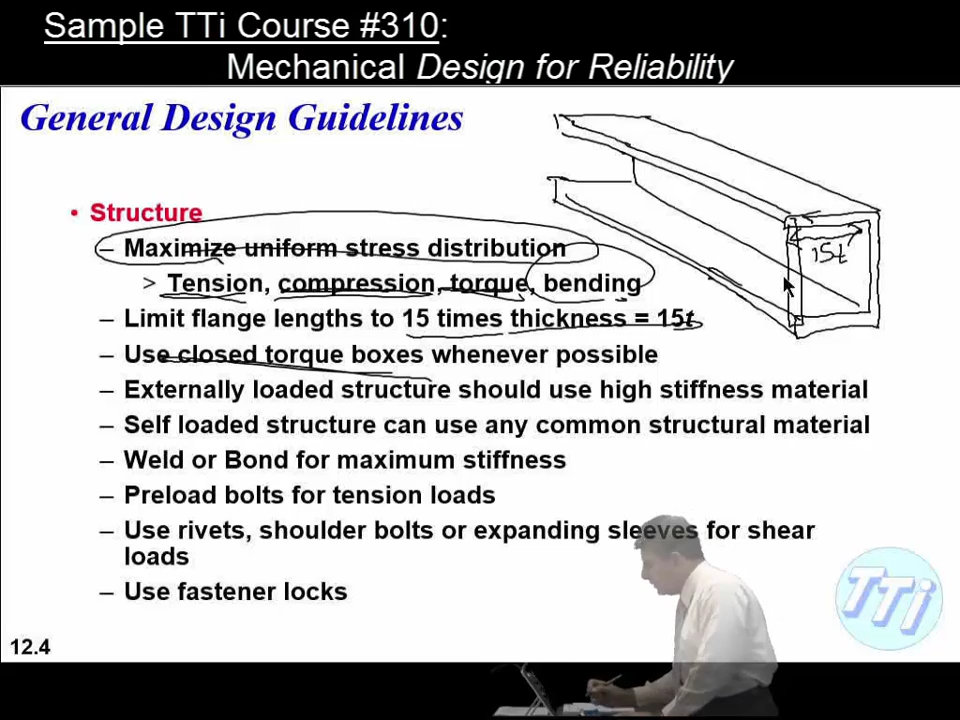 Sample TTi Course #310:
Mechanical Design for Reliability
General Design Guidelines
• Structure
– Maximize uniform stress distribution
> Tension, compression, torque, bending
– Limit flange lengths to 15 times thickness = 15t
– Use closed torque boxes whenever possible
– Externally loaded structure should use high stiffness material
– Self loaded structure can use any common structural material
– Weld or Bond for maximum stiffness
– Preload bolts for tension loads
– Use rivets, shoulder bolts or expanding sleeves for shear
loads
– Use fastener locks
15t
TTi
12.4